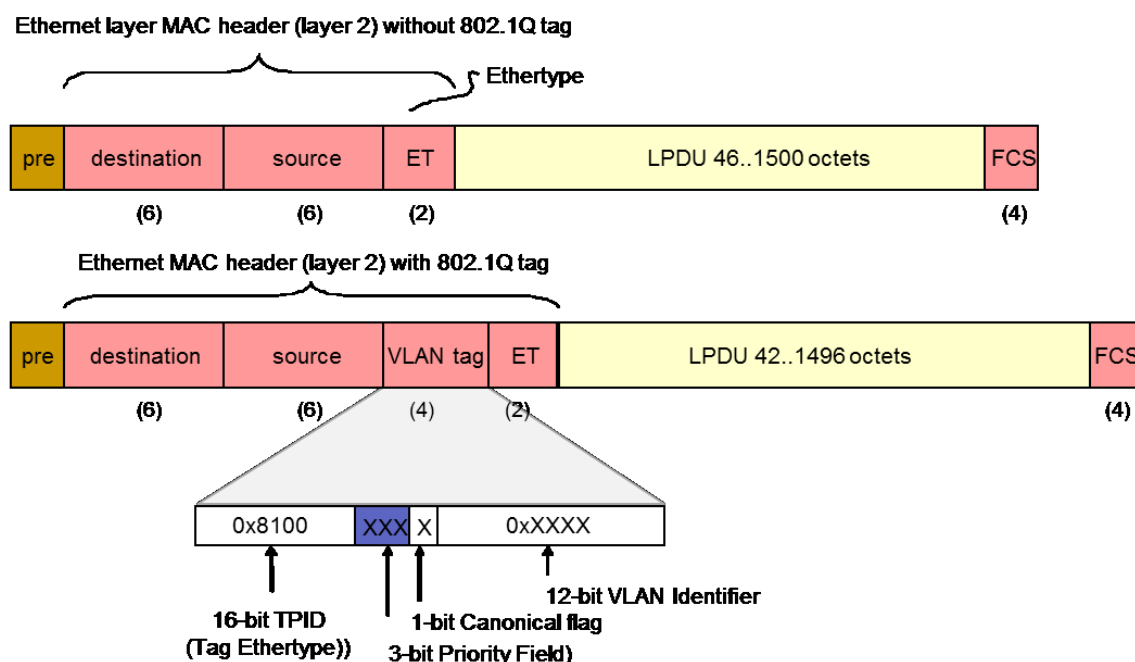 Ethernet layer MAC header (layer 2) without 802.1Q tag
Ethertype
pre destination source ET LPDU 46..1500 octets FCS
(6) (6) (2) (4)
Ethernet MAC header (layer 2) with 802.1Q tag
pre destination source VLAN tag ET LPDU 42..1496 octets FCS
(6) (6) (4) (2) (4)
0x8100 XXX X 0xXXXX
12-bit VLAN Identifier
16-bit TPID 1-bit Canonical flag
(Tag Ethertype)) 3-bit Priority Field)